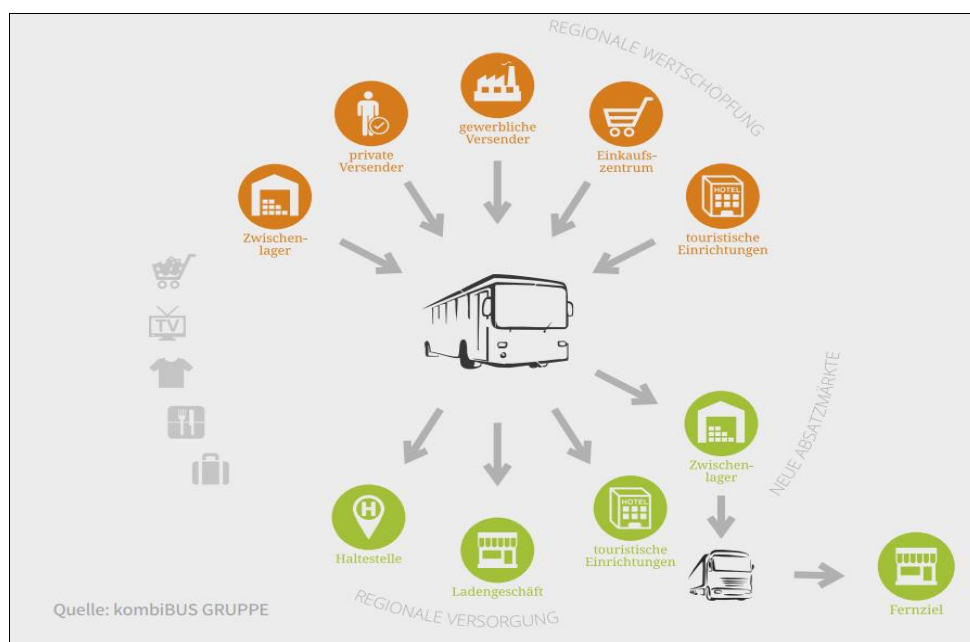 REGIONALE WERTSCHÖPFUNG
gewerbliche
Versender
private
Versender
Einkaufs-
zentrum
HOTEL
Zwischen-
lager
touristische
Einrichtungen
TV
NEUE ABSATZMÄRKTE
Zwischen-
lager
H
Haltestelle
Ladengeschäft
HOTEL
touristische
Einrichtungen
Fernziel
Quelle: kombiBUS GRUPPE
REGIONALE VERSORGUNG